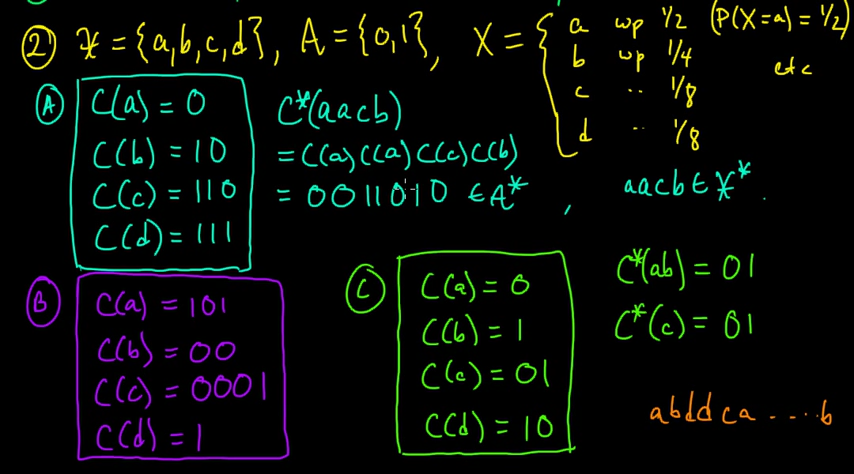 ② 𝒳 = {a,b,c,d}, A = {0,1}, X = { a wp 1/2 (P(X=a) = 1/2)
b wp 1/4 etc
c ·· 1/8
d ·· 1/8
Ⓐ C(a) = 0
C(b) = 10
C(c) = 110
C(d) = 111
C*(aacb)
= C(a)C(a)C(c)C(b)
= 0011010 ∈ A* , aacb ∈ 𝒳*.
Ⓑ C(a) = 101
C(b) = 00
C(c) = 0001
C(d) = 1
Ⓒ C(a) = 0
C(b) = 1
C(c) = 01
C(d) = 10
C*(ab) = 01
C*(c) = 01
abddca ----b